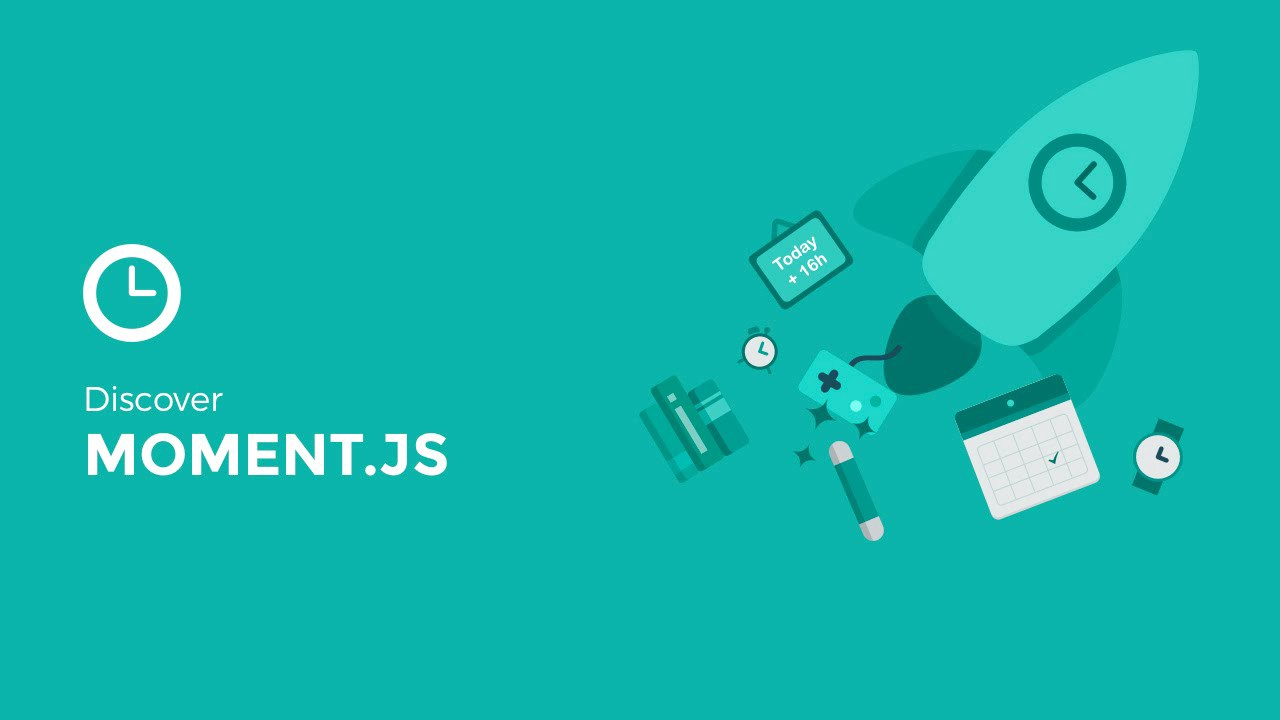 Discover
MOMENT.JS
Today
+ 16h